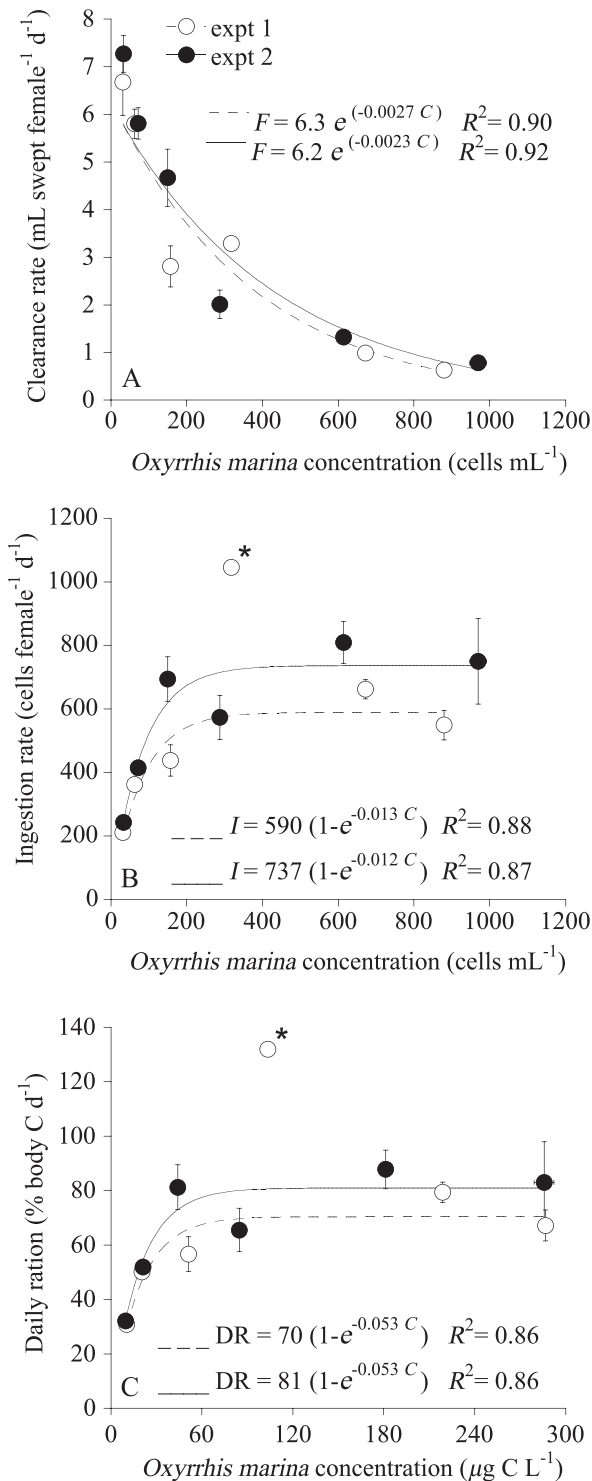 8
7
6
5
4
3
2
1
0
Clearance rate (mL swept female⁻¹ d⁻¹)
expt 1
expt 2
F = 6.3 e^(-0.0027 C) R² = 0.90
F = 6.2 e^(-0.0023 C) R² = 0.92
A
0 200 400 600 800 1000 1200
Oxyrrhis marina concentration (cells mL⁻¹)
1200
1000
800
600
400
200
0
Ingestion rate (cells female⁻¹ d⁻¹)
*
I = 590 (1-e^-0.013 C) R² = 0.88
I = 737 (1-e^-0.012 C) R² = 0.87
B
0 200 400 600 800 1000 1200
Oxyrrhis marina concentration (cells mL⁻¹)
140
120
100
80
60
40
20
0
Daily ration (% body C d⁻¹)
*
DR = 70 (1-e^-0.053 C) R² = 0.86
DR = 81 (1-e^-0.053 C) R² = 0.86
C
0 60 120 180 240 300
Oxyrrhis marina concentration (µg C L⁻¹)